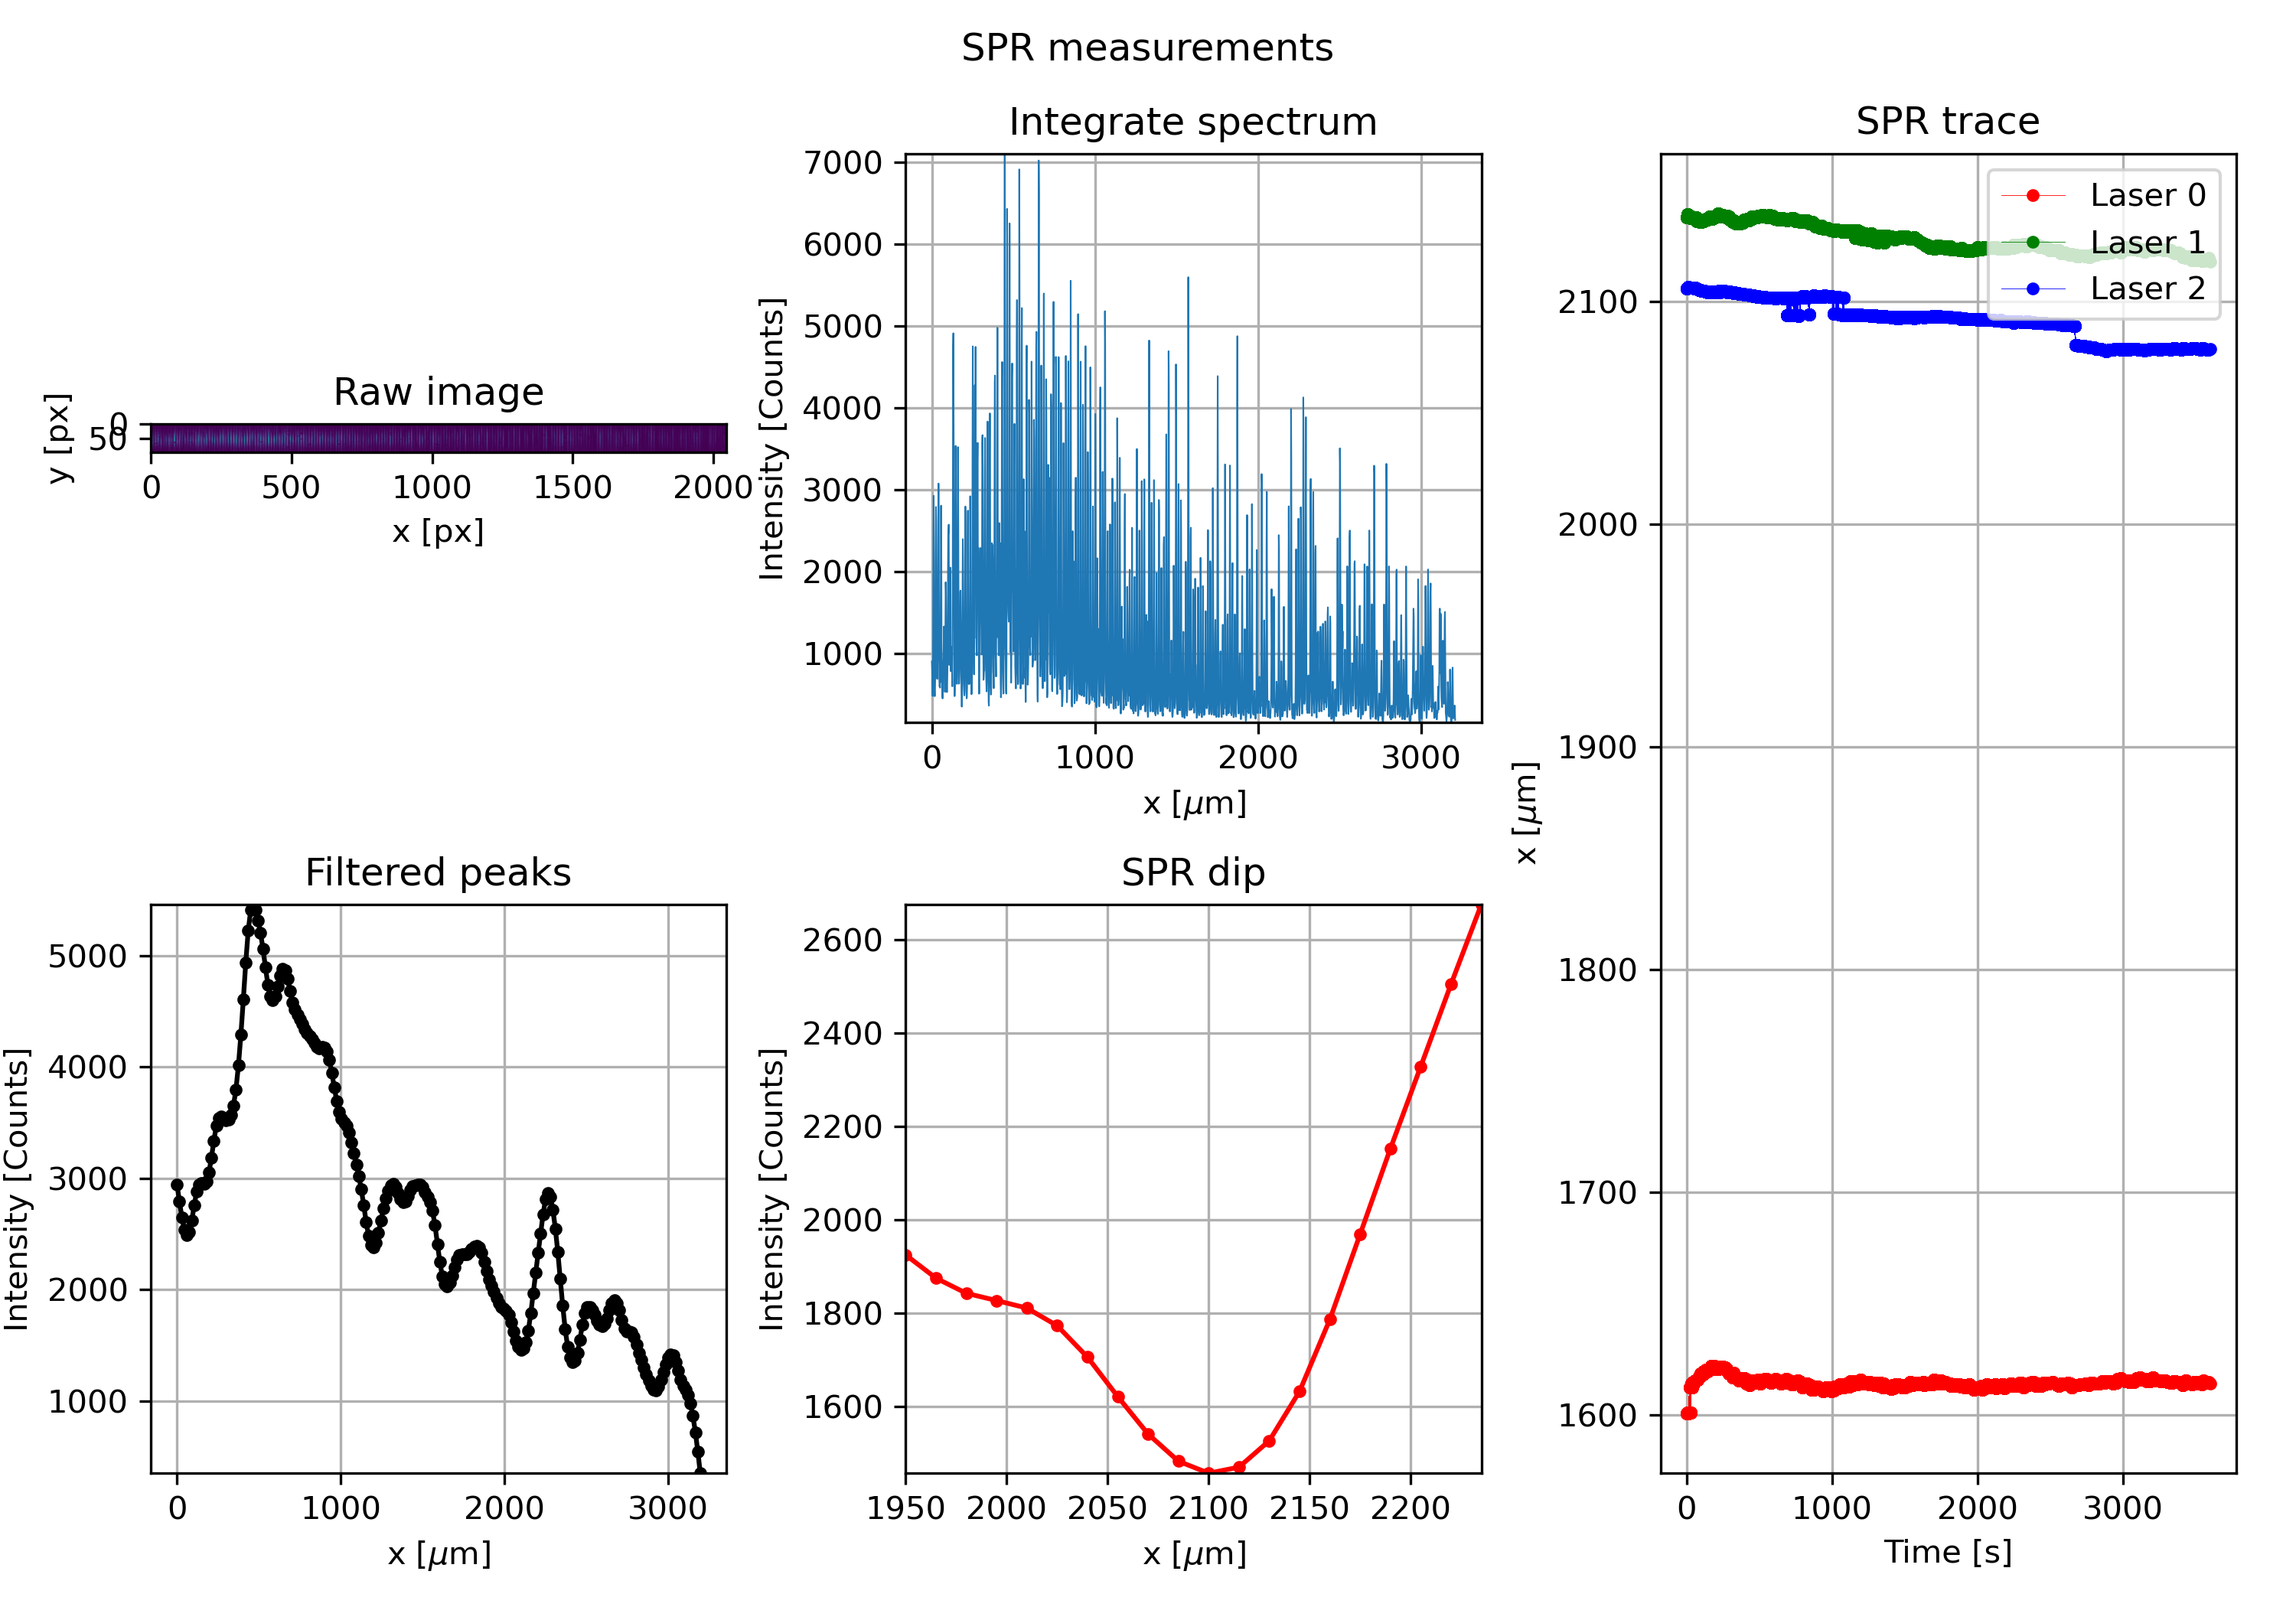 SPR measurements
Raw image
y [px]
0
50
0 500 1000 1500 2000
x [px]
Integrate spectrum
Intensity [Counts]
7000
6000
5000
4000
3000
2000
1000
0 1000 2000 3000
x [μm]
SPR trace
Laser 0
Laser 1
Laser 2
x [μm]
2100
2000
1900
1800
1700
1600
0 1000 2000 3000
Time [s]
Filtered peaks
Intensity [Counts]
5000
4000
3000
2000
1000
0 1000 2000 3000
x [μm]
SPR dip
Intensity [Counts]
2600
2400
2200
2000
1800
1600
1950 2000 2050 2100 2150 2200
x [μm]